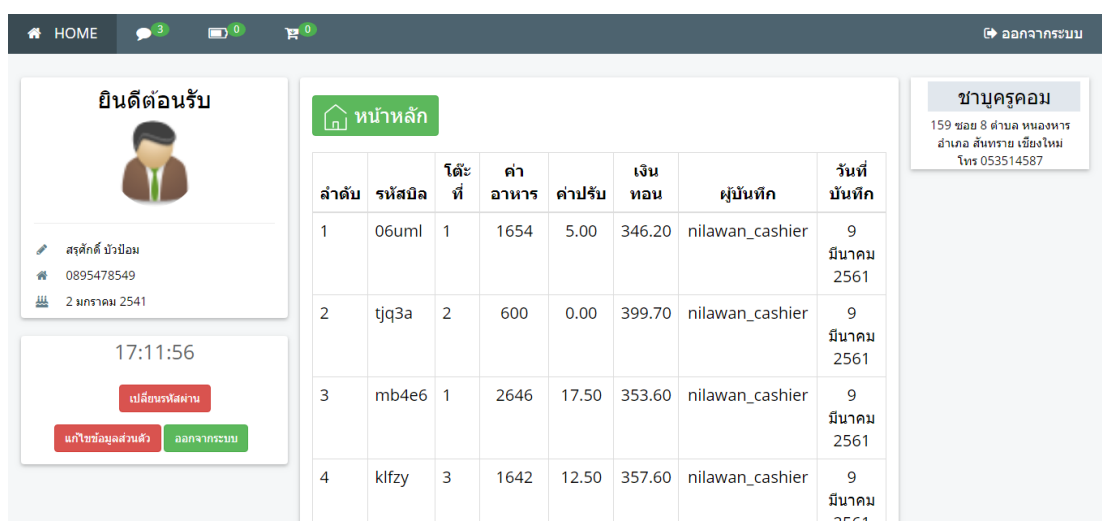 HOME 3 0 0 ออกจากระบบ
ยินดีต้อนรับ
สรุศักดิ์ บัวป้อม
0895478549
2 มกราคม 2541
17:11:56
เปลี่ยนรหัสผ่าน
แก้ไขข้อมูลส่วนตัว ออกจากระบบ
หน้าหลัก
ลำดับ รหัสบิล โต๊ะที่ ค่าอาหาร ค่าปรับ เงินทอน ผู้บันทึก วันที่บันทึก
1 06uml 1 1654 5.00 346.20 nilawan_cashier 9 มีนาคม 2561
2 tjq3a 2 600 0.00 399.70 nilawan_cashier 9 มีนาคม 2561
3 mb4e6 1 2646 17.50 353.60 nilawan_cashier 9 มีนาคม 2561
4 klfzy 3 1642 12.50 357.60 nilawan_cashier 9 มีนาคม 2561
ชาบูครูคอม
159 ซอย 8 ตำบล หนองหาร
อำเภอ สันทราย เชียงใหม่
โทร 053514587